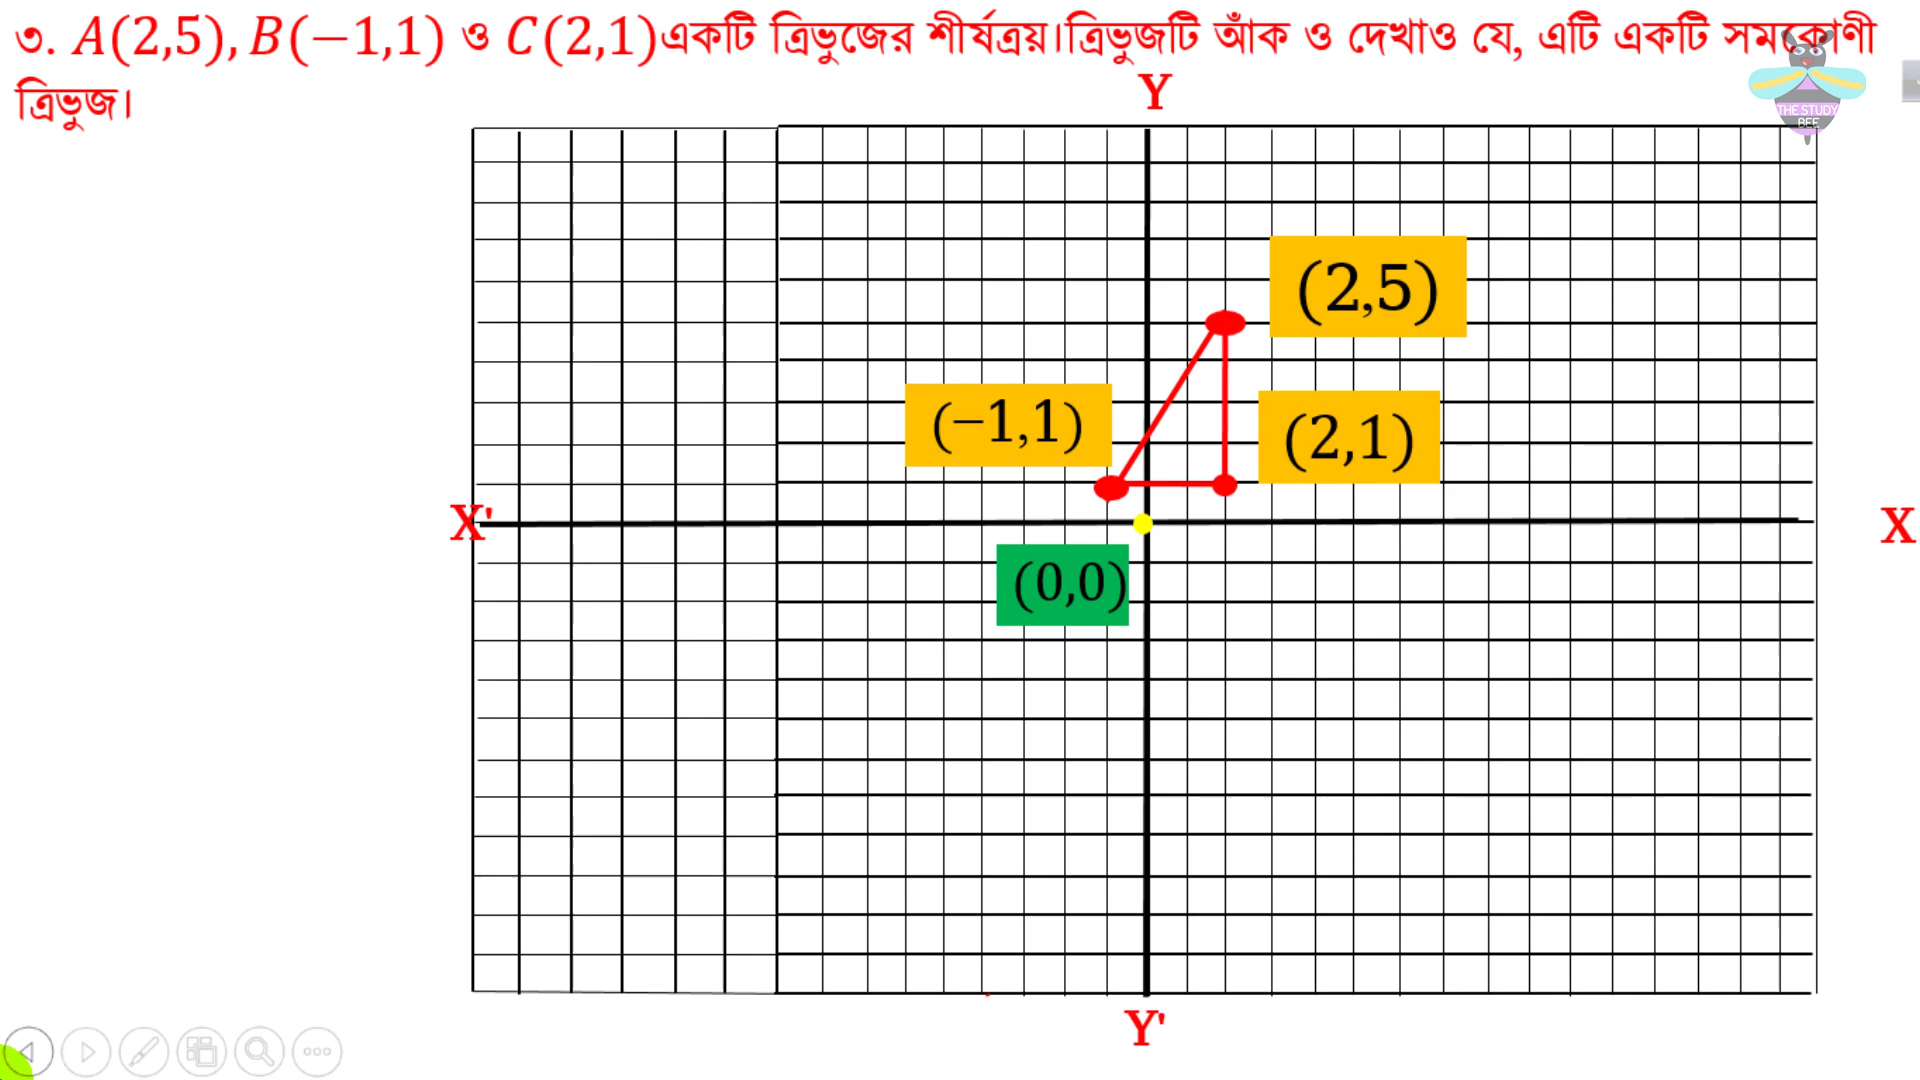 ৩. A(2,5), B(−1,1) ও C(2,1)একটি ত্রিভুজের শীর্ষত্রয়।ত্রিভুজটি আঁক ও দেখাও যে, এটি একটি সমকোণী
ত্রিভুজ।
THE STUDY
BEE
Y
(2,5)
(−1,1)
(2,1)
X'
X
(0,0)
Y'